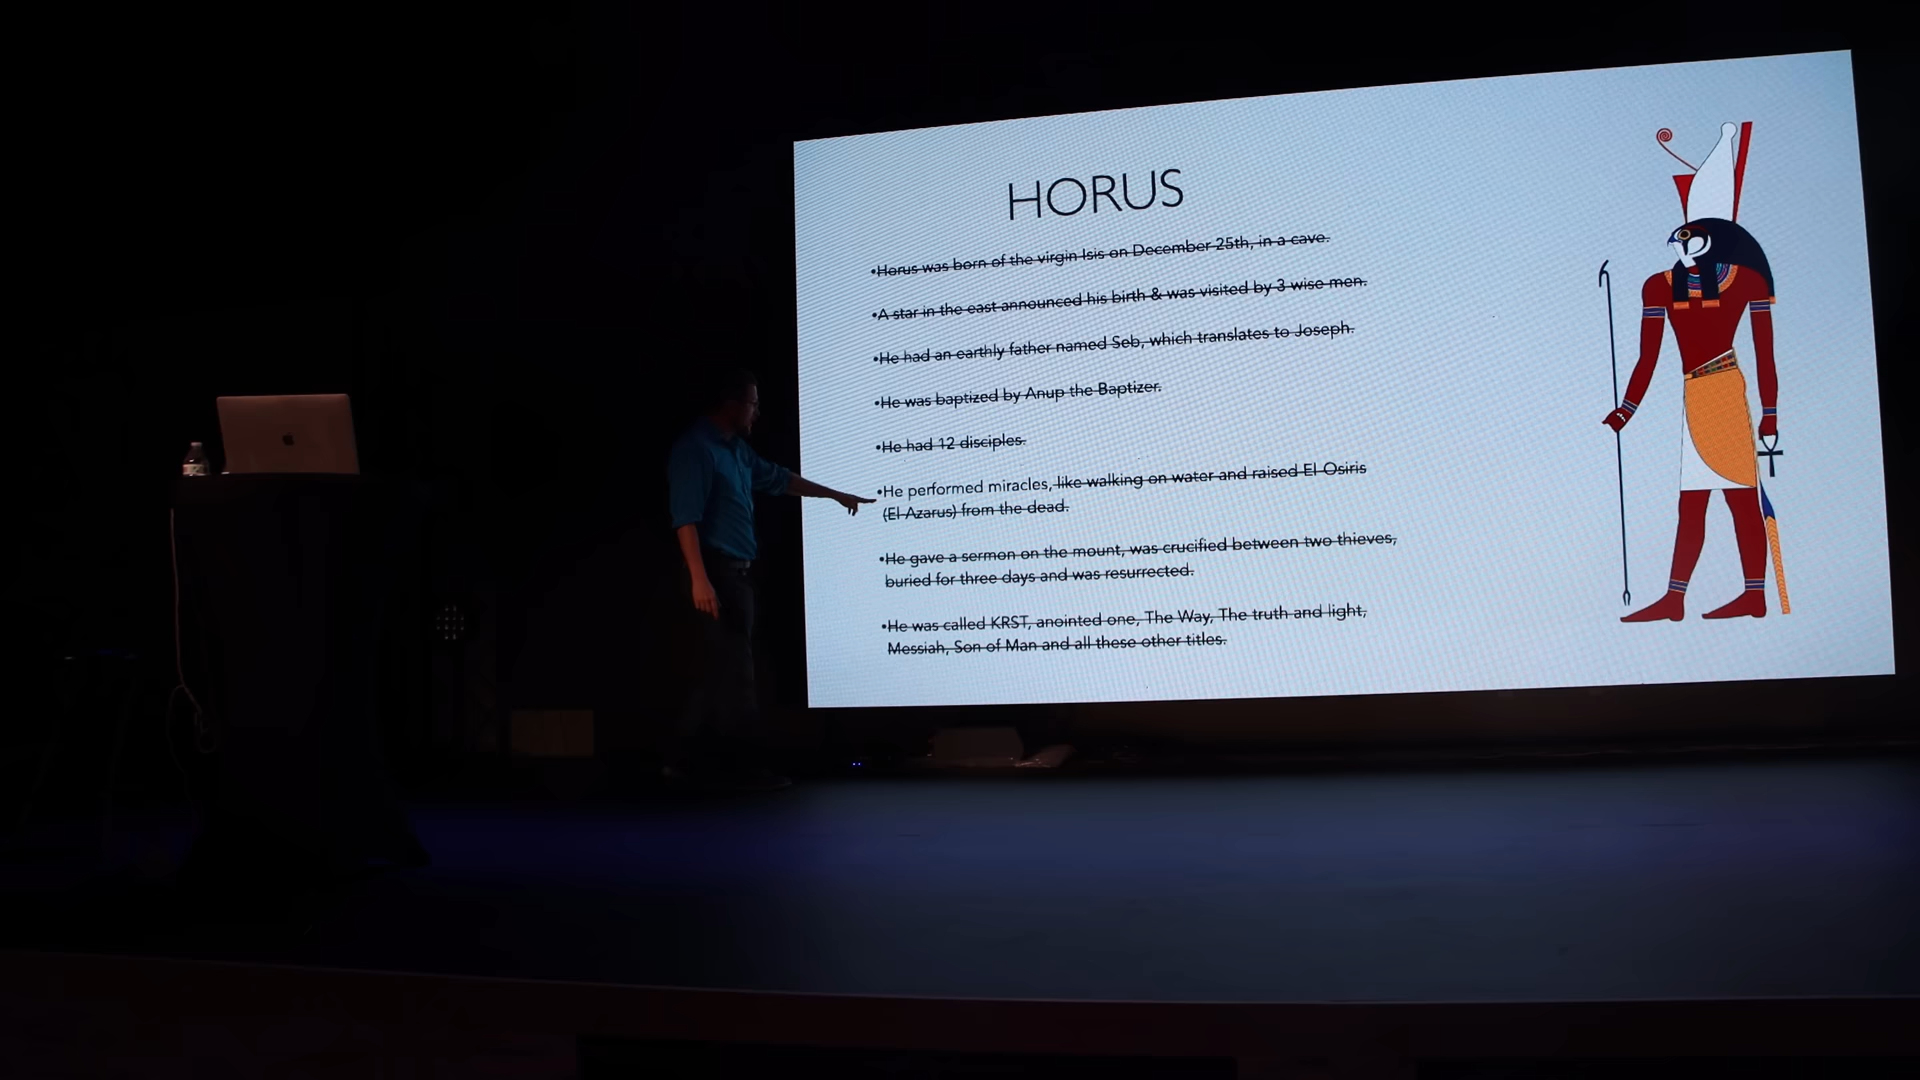 HORUS
•Horus was born of the virgin Isis on December 25th, in a cave.
•A star in the east announced his birth & was visited by 3 wise men.
•He had an earthly father named Seb, which translates to Joseph.
•He was baptized by Anup the Baptizer.
•He had 12 disciples.
•He performed miracles, like walking on water and raised El Osiris
(El-Azarus) from the dead.
•He gave a sermon on the mount, was crucified between two thieves,
buried for three days and was resurrected.
•He was called KRST, anointed one, The Way, The truth and light,
Messiah, Son of Man and all these other titles.